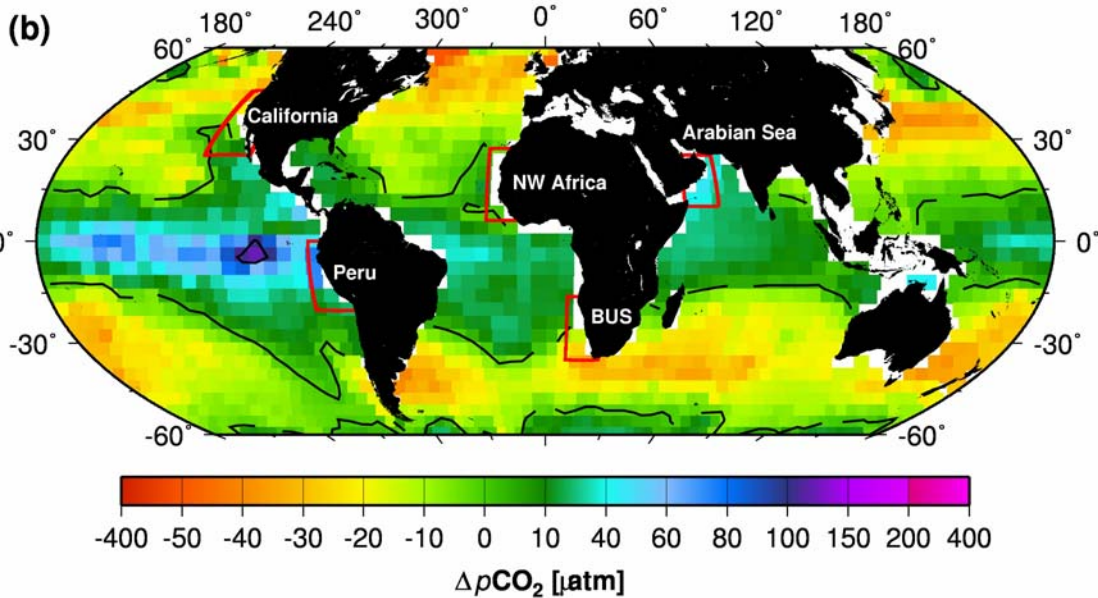 (b)
180° 240° 300° 0° 60° 120° 180°
60° 60°
California
Arabian Sea
30° 30°
NW Africa
0° 0°
Peru
BUS
-30° -30°
-60° -60°
-400 -50 -40 -30 -20 -10 0 10 40 60 80 100 150 200 400
ΔpCO₂ [µatm]